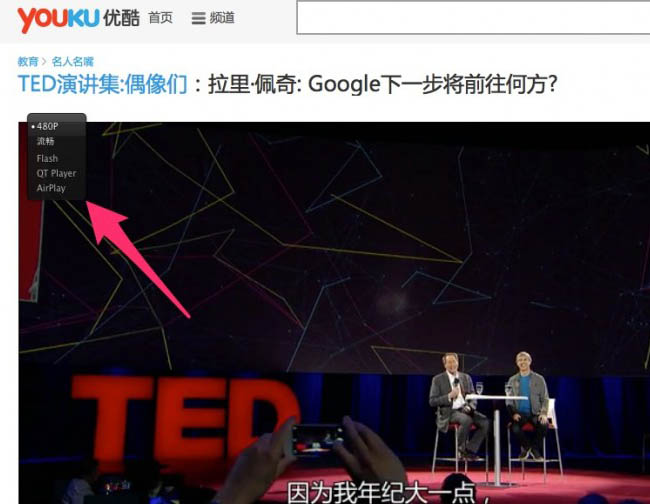 YOUKU 优酷 首页 频道
教育 > 名人名嘴
TED演讲集:偶像们：拉里·佩奇: Google下一步将前往何方?
• 480P
流畅
Flash
QT Player
AirPlay
TED
因为我年纪大一点，